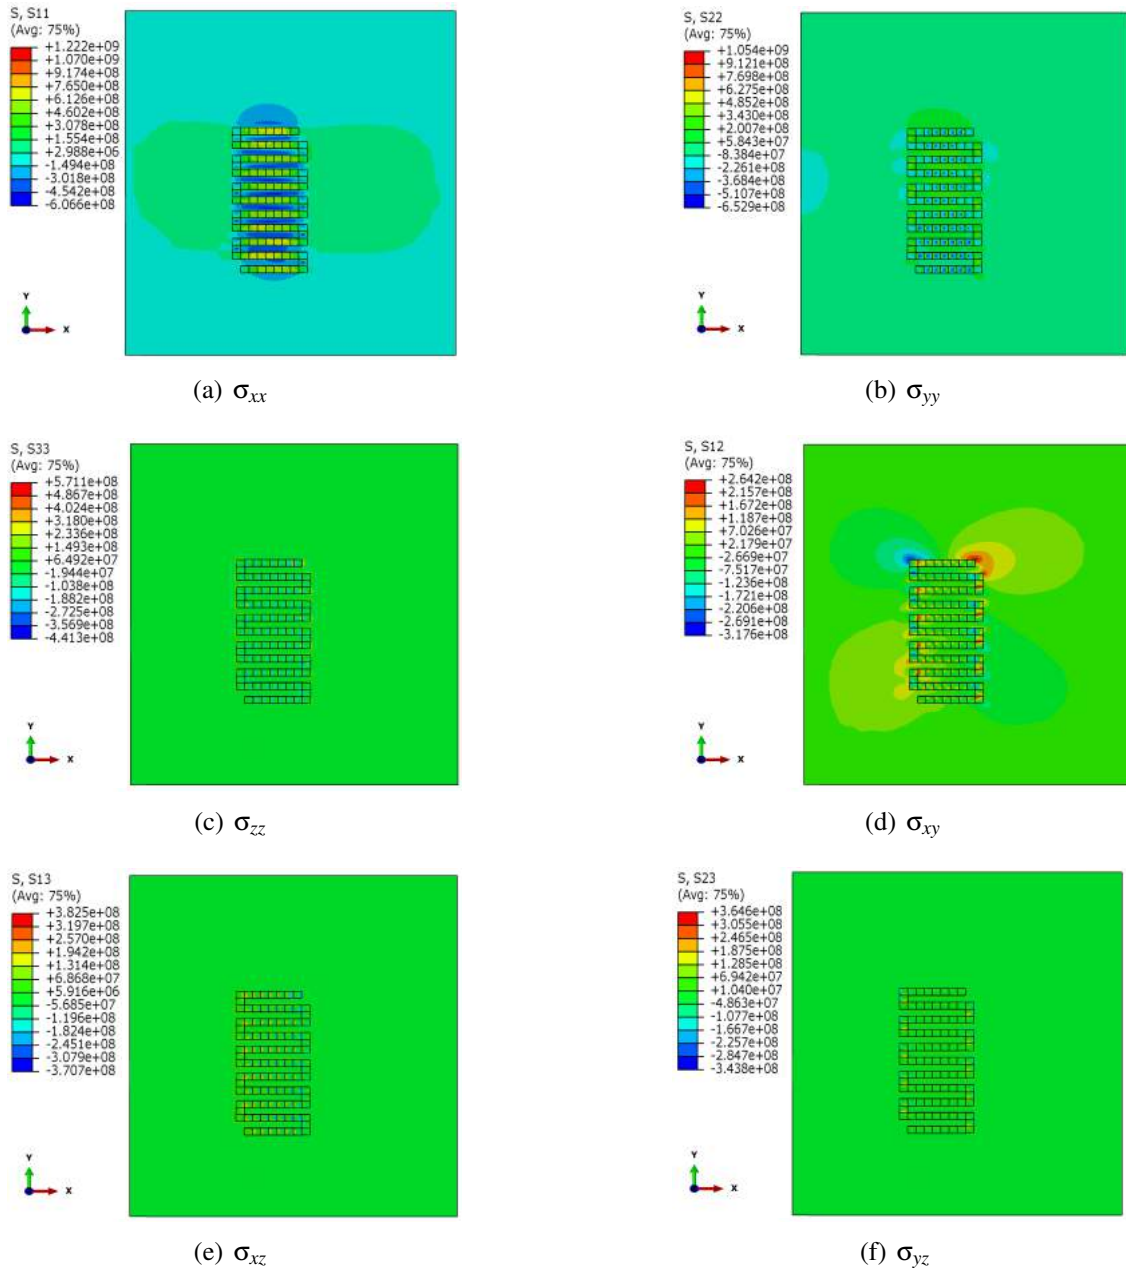 S, S11
(Avg: 75%)
+1.222e+09
+1.070e+09
+9.174e+08
+7.650e+08
+6.126e+08
+4.602e+08
+3.078e+08
+1.554e+08
+2.988e+06
-1.494e+08
-3.018e+08
-4.542e+08
-6.066e+08
Y
X
(a) σxx
S, S22
(Avg: 75%)
+1.054e+09
+9.121e+08
+7.698e+08
+6.275e+08
+4.852e+08
+3.430e+08
+2.007e+08
+5.843e+07
-8.384e+07
-2.261e+08
-3.684e+08
-5.107e+08
-6.529e+08
Y
X
(b) σyy
S, S33
(Avg: 75%)
+5.711e+08
+4.867e+08
+4.024e+08
+3.180e+08
+2.336e+08
+1.493e+08
+6.492e+07
-1.944e+07
-1.038e+08
-1.882e+08
-2.725e+08
-3.569e+08
-4.413e+08
Y
X
(c) σzz
S, S12
(Avg: 75%)
+2.642e+08
+2.157e+08
+1.672e+08
+1.187e+08
+7.026e+07
+2.179e+07
-2.669e+07
-7.517e+07
-1.236e+08
-1.721e+08
-2.206e+08
-2.691e+08
-3.176e+08
Y
X
(d) σxy
S, S13
(Avg: 75%)
+3.825e+08
+3.197e+08
+2.570e+08
+1.942e+08
+1.314e+08
+6.868e+07
+5.916e+06
-5.685e+07
-1.196e+08
-1.824e+08
-2.451e+08
-3.079e+08
-3.707e+08
Y
X
(e) σxz
S, S23
(Avg: 75%)
+3.646e+08
+3.055e+08
+2.465e+08
+1.875e+08
+1.285e+08
+6.942e+07
+1.040e+07
-4.863e+07
-1.077e+08
-1.667e+08
-2.257e+08
-2.847e+08
-3.438e+08
Y
X
(f) σyz